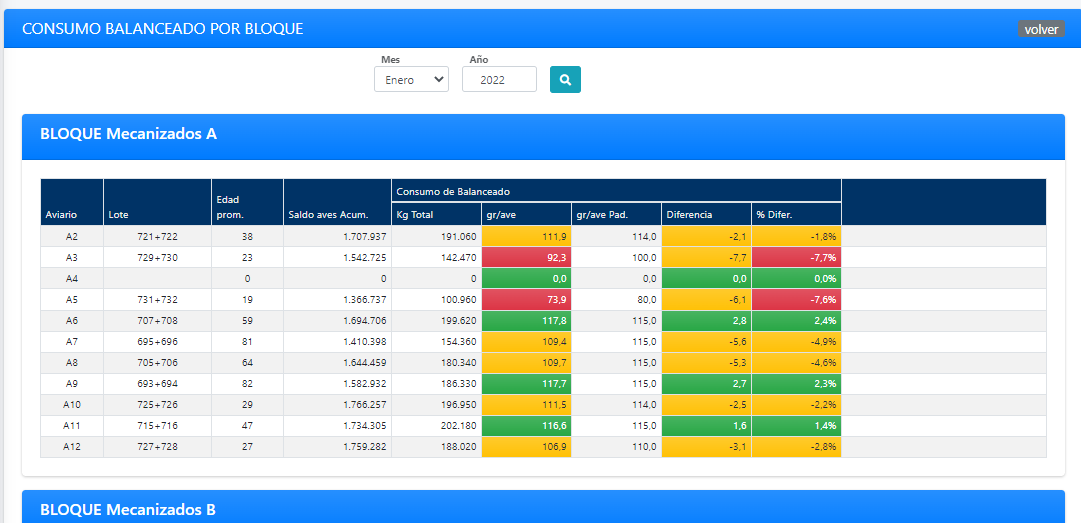 CONSUMO BALANCEADO POR BLOQUE volver
Mes Año
Enero 2022
BLOQUE Mecanizados A
Consumo de Balanceado
Aviario Lote Edad prom. Saldo aves Acum. Kg Total gr/ave gr/ave Pad. Diferencia % Difer.
A2 721+722 38 1.707.937 191.060 111,9 114,0 -2,1 -1,8%
A3 729+730 23 1.542.725 142.470 92,3 100,0 -7,7 -7,7%
A4 0 0 0 0,0 0,0 0,0 0,0%
A5 731+732 19 1.366.737 100.960 73,9 80,0 -6,1 -7,6%
A6 707+708 59 1.694.706 199.620 117,8 115,0 2,8 2,4%
A7 695+696 81 1.410.398 154.360 109,4 115,0 -5,6 -4,9%
A8 705+706 64 1.644.459 180.340 109,7 115,0 -5,3 -4,6%
A9 693+694 82 1.582.932 186.330 117,7 115,0 2,7 2,3%
A10 725+726 29 1.766.257 196.950 111,5 114,0 -2,5 -2,2%
A11 715+716 47 1.734.305 202.180 116,6 115,0 1,6 1,4%
A12 727+728 27 1.759.282 188.020 106,9 110,0 -3,1 -2,8%
BLOQUE Mecanizados B